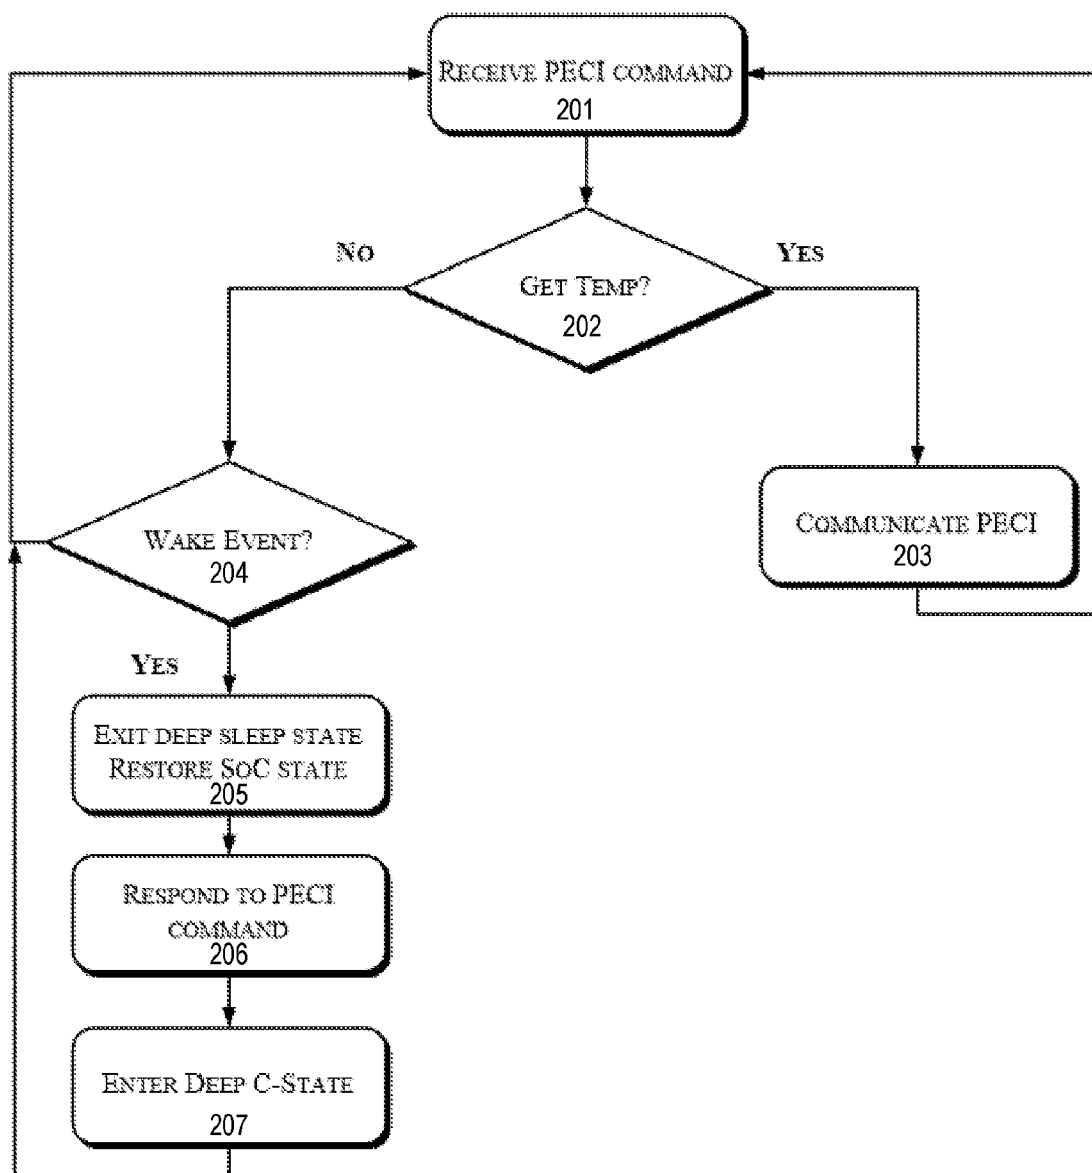 RECEIVE PECI COMMAND
201
NO
YES
GET TEMP?
202
WAKE EVENT?
204
COMMUNICATE PECI
203
YES
EXIT DEEP SLEEP STATE
RESTORE SOC STATE
205
RESPOND TO PECI
COMMAND
206
ENTER DEEP C-STATE
207